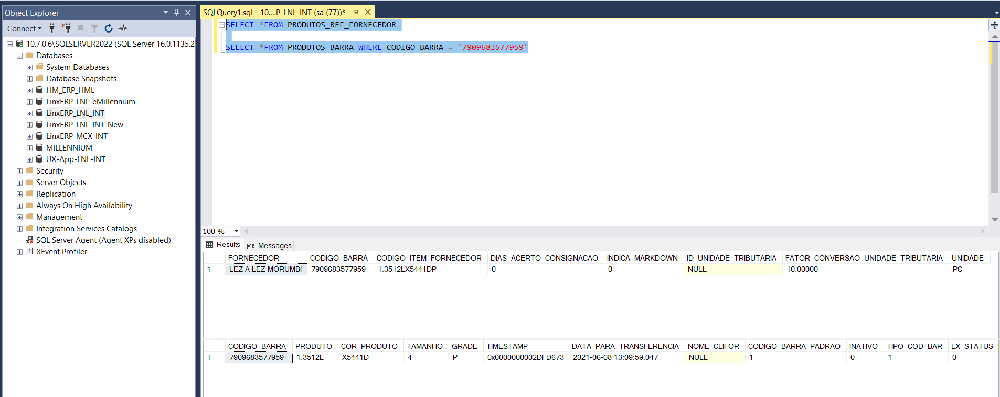 Object Explorer
Connect
10.7.0.6\SQLSERVER2022 (SQL Server 16.0.1135.2
Databases
System Databases
Database Snapshots
HM_ERP_HML
LinxERP_LNL_eMillennium
LinxERP_LNL_INT
LinxERP_LNL_INT_New
LinxERP_MCX_INT
MILLENNIUM
UX-App-LNL-INT
Security
Server Objects
Replication
Always On High Availability
Management
Integration Services Catalogs
SQL Server Agent (Agent XPs disabled)
XEvent Profiler
SQLQuery1.sql - 10....P_LNL_INT (sa (77))*
SELECT *FROM PRODUTOS_REF_FORNECEDOR
SELECT *FROM PRODUTOS_BARRA WHERE CODIGO_BARRA = '7909683577959'
100 %
Results Messages
FORNECEDOR CODIGO_BARRA CODIGO_ITEM_FORNECEDOR DIAS_ACERTO_CONSIGNACAO INDICA_MARKDOWN ID_UNIDADE_TRIBUTARIA FATOR_CONVERSAO_UNIDADE_TRIBUTARIA UNIDADE
1 LEZ A LEZ MORUMBI 7909683577959 1.3512LX5441DP 0 0 NULL 10.00000 PC
CODIGO_BARRA PRODUTO COR_PRODUTO TAMANHO GRADE TIMESTAMP DATA_PARA_TRANSFERENCIA NOME_CLIFOR CODIGO_BARRA_PADRAO INATIVO TIPO_COD_BAR LX_STATUS_
1 7909683577959 1.3512L X5441D 4 P 0x0000000002DFD673 2021-06-08 13:09:59.047 NULL 1 0 1 0